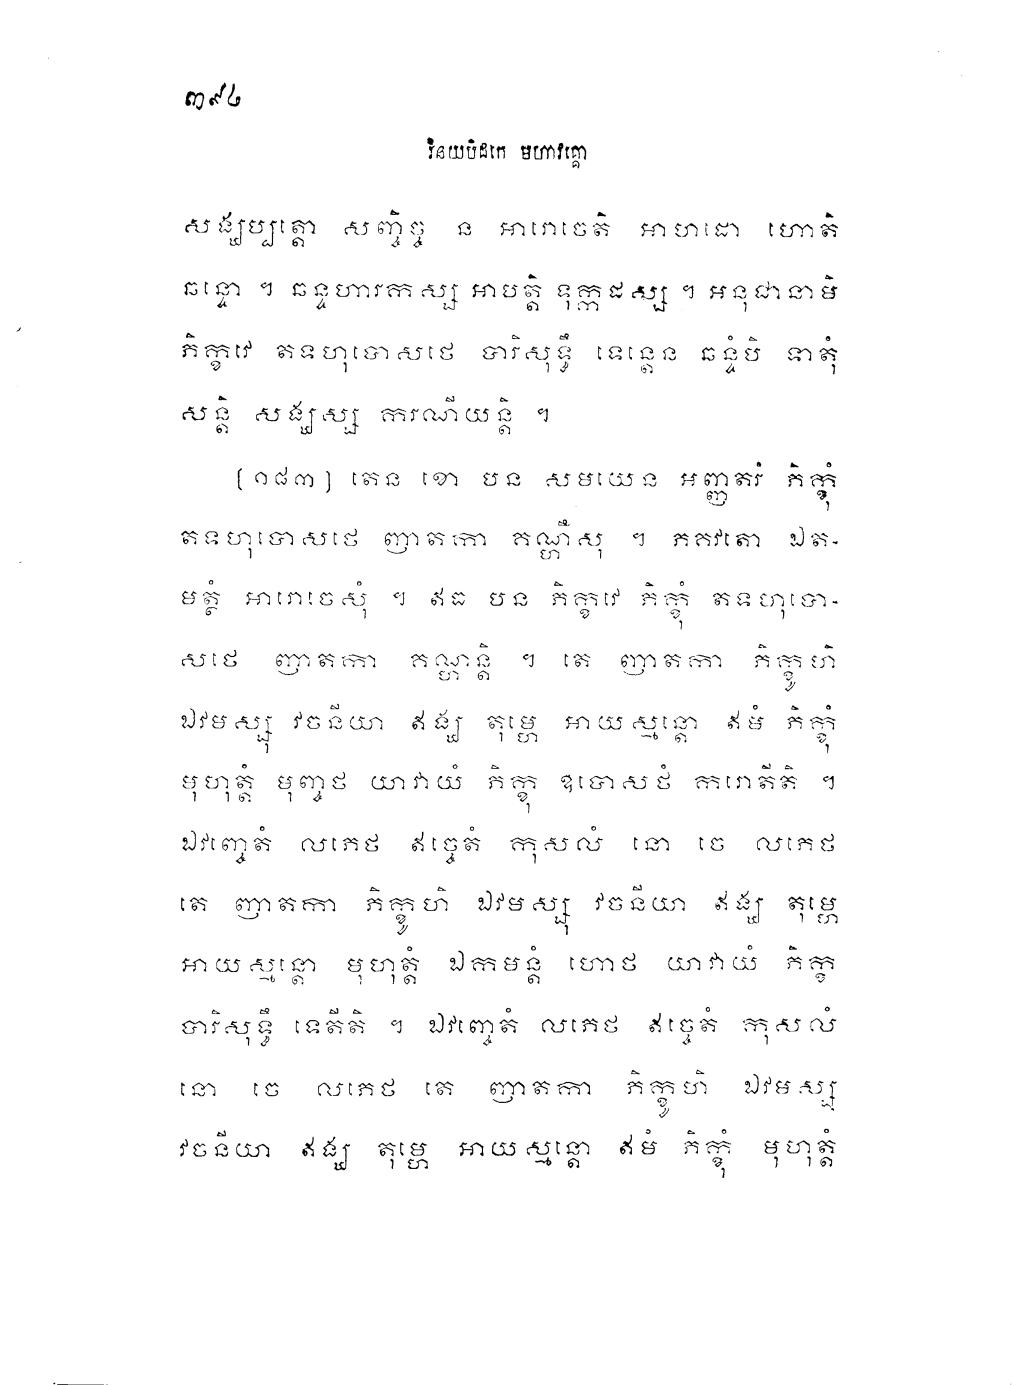 ៣៩៤
វិនយបិដកេ មហាវគ្គោ
សង្ឃប្បត្តោ សញ្ចិច្ច ន អារោចេតិ អាហដោ ហោតិ
ឆន្ទោ ។ ឆន្ទហារកស្ស អាបត្តិ ទុក្កដស្ស ។ អនុជានាមិ
ភិក្ខវេ តទហុបោសថេ បារិសុទ្ធឹ ទេន្តេន ឆន្ទំបិ ទាតុំ
សន្តិ សង្ឃស្ស ករណីយន្តិ ។
[១៨៣] តេន ខោ បន សមយេន អញ្ញតរំ ភិក្ខុំ
តទហុបោសថេ ញាតកា គណ្ហឹសុ ។ ភគវតោ ឯត-
មត្ថំ អារោចេសុំ ។ ឥធ បន ភិក្ខវេ ភិក្ខុំ តទហុបោ-
សថេ ញាតកា គណ្ហន្តិ ។ តេ ញាតកា ភិក្ខូហិ
ឯវមស្សុ វចនីយា ឥង្ឃ តុម្ហេ អាយស្មន្តោ ឥមំ ភិក្ខុំ
មុហុត្តំ មុញ្ចថ យាវាយំ ភិក្ខុ ឧបោសថំ ករោតីតិ ។
ឯវញ្ចេតំ លភេថ ឥច្ចេតំ កុសលំ នោ ចេ លភេថ
តេ ញាតកា ភិក្ខូហិ ឯវមស្សុ វចនីយា ឥង្ឃ តុម្ហេ
អាយស្មន្តោ មុហុត្តំ ឯកមន្តំ ហោថ យាវាយំ ភិក្ខុ
បារិសុទ្ធឹ ទេតីតិ ។ ឯវញ្ចេតំ លភេថ ឥច្ចេតំ កុសលំ
នោ ចេ លភេថ តេ ញាតកា ភិក្ខូហិ ឯវមស្សុ
វចនីយា ឥង្ឃ តុម្ហេ អាយស្មន្តោ ឥមំ ភិក្ខុំ មុហុត្តំ